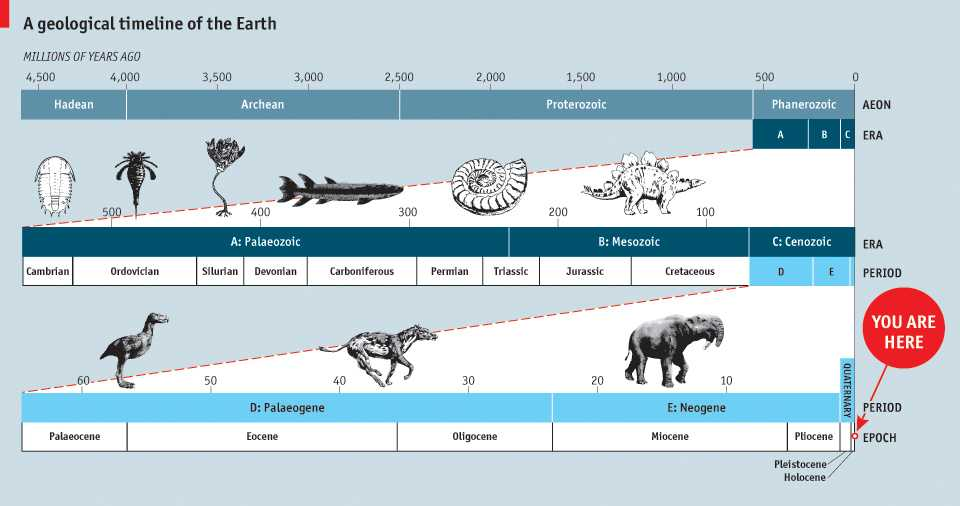 A geological timeline of the Earth
MILLIONS OF YEARS AGO
4,500 4,000 3,500 3,000 2,500 2,000 1,500 1,000 500 0
Hadean Archean Proterozoic Phanerozoic AEON
A B C ERA
500 400 300 200 100
A: Palaeozoic B: Mesozoic C: Cenozoic ERA
Cambrian Ordovician Silurian Devonian Carboniferous Permian Triassic Jurassic Cretaceous D E PERIOD
YOU ARE
HERE
60 50 40 30 20 10
D: Palaeogene E: Neogene QUATERNARY PERIOD
Palaeocene Eocene Oligocene Miocene Pliocene EPOCH
Pleistocene
Holocene